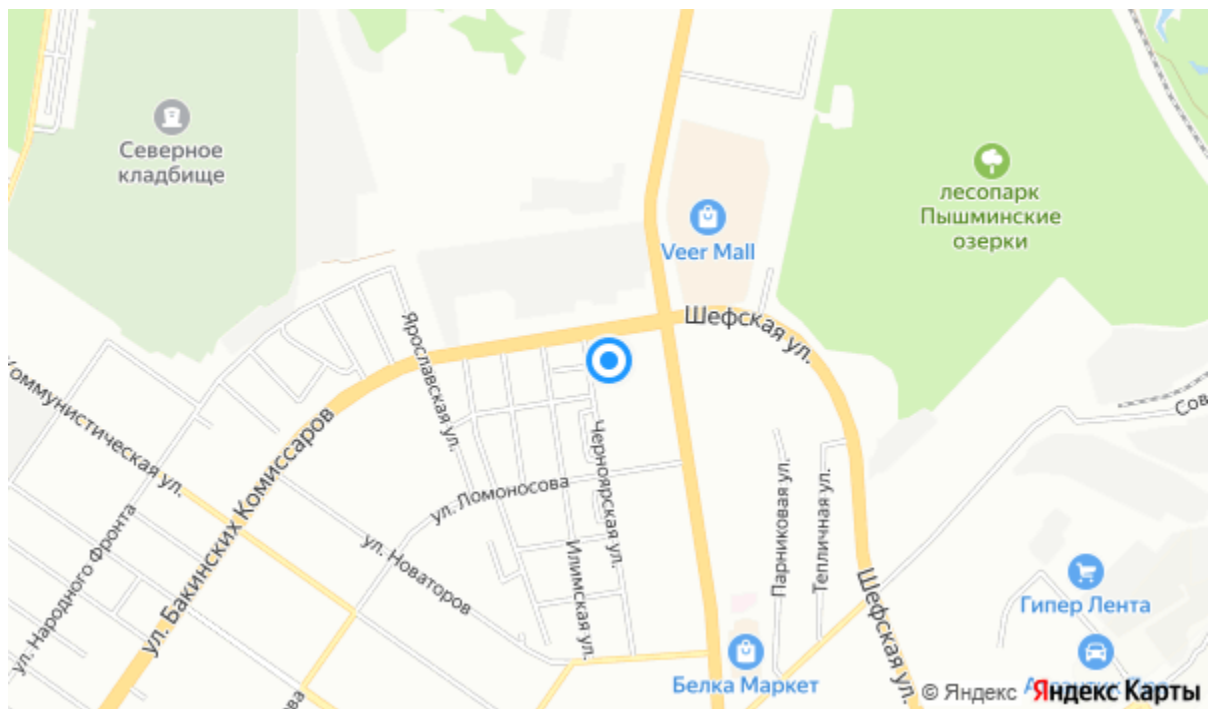 Северное
кладбище
лесопарк
Пышминские
озерки
Veer Mall
Шефская ул.
Ярославская ул.
Коммунистическая ул.
ул. Бакинских Комиссаров
Черноярская ул.
ул. Ломоносова
Парниковая ул.
Тепличная ул.
ул. Народного Фронта
ул. Новаторов
Илимская ул.
Шефская ул.
Гипер Лента
Белка Маркет
© Яндекс
Яндекс Карты